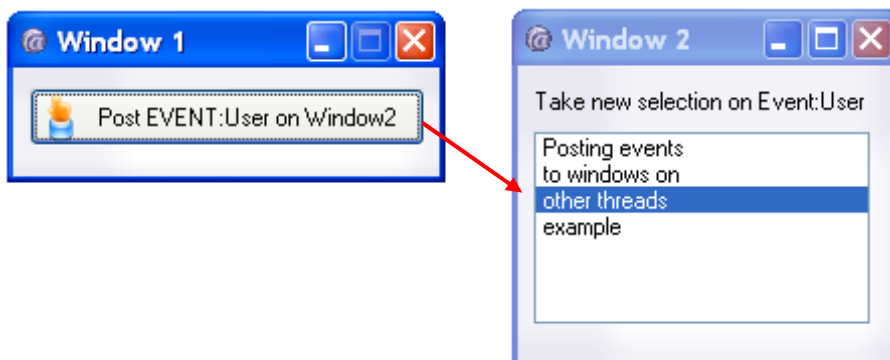 Window 1
Post EVENT:User on Window2
Window 2
Take new selection on Event:User
Posting events
to windows on
other threads
example